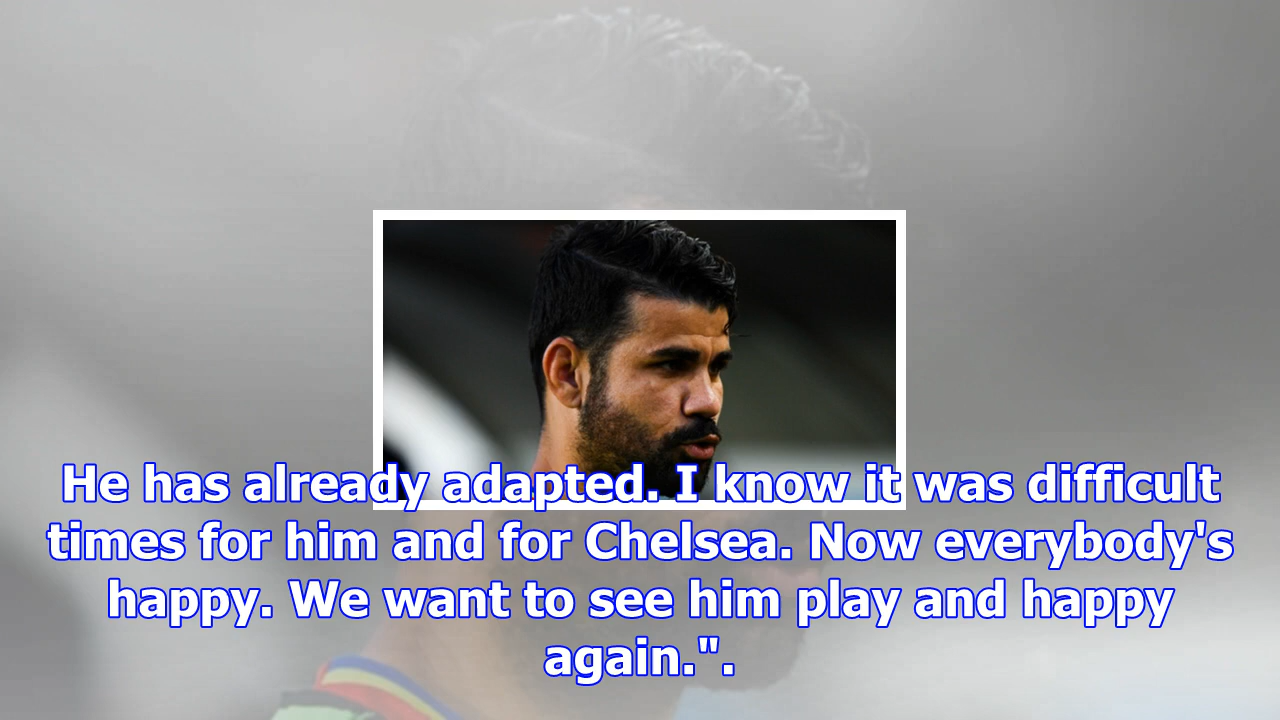 He has already adapted. I know it was difficult
times for him and for Chelsea. Now everybody's
happy. We want to see him play and happy
again.".